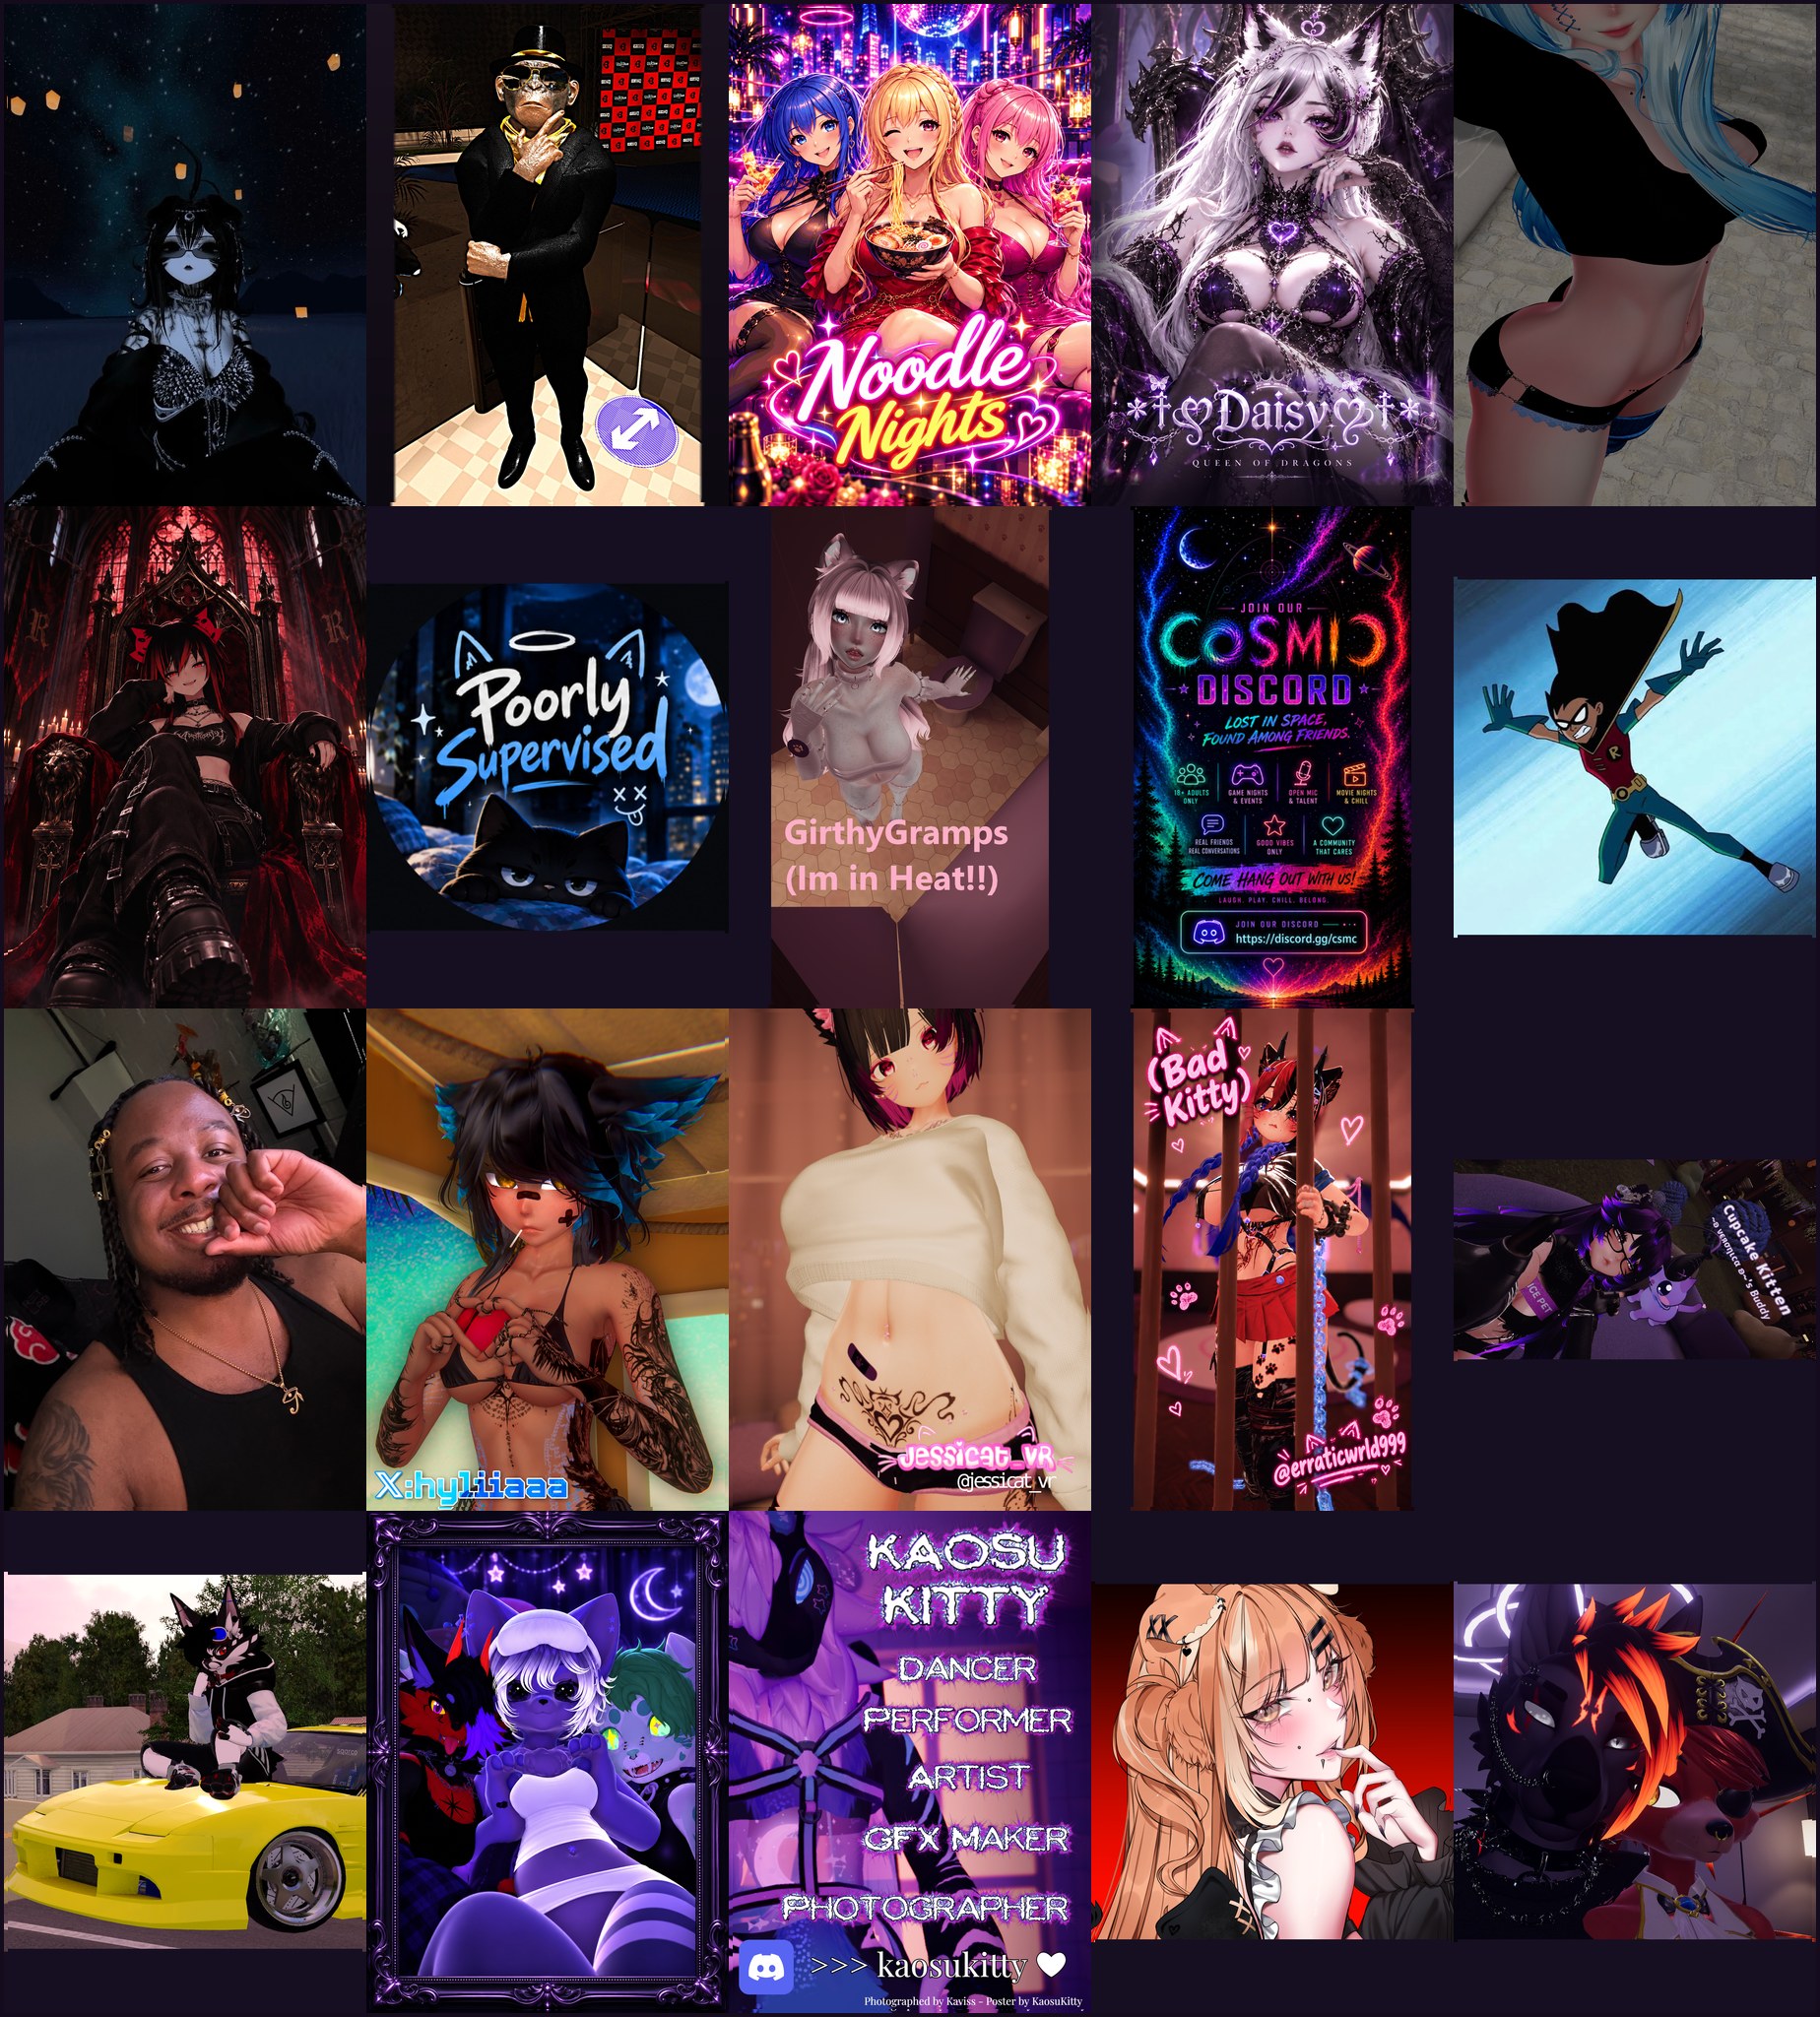 Noodle
Nights
*†♡Daisy♡†*
QUEEN OF DRAGONS
R
R
Poorly
Supervised
GirthyGramps
(Im in Heat!!)
JOIN OUR
COSMIC
DISCORD
LOST IN SPACE,
FOUND AMONG FRIENDS.
18+ ADULTS
ONLY
GAME NIGHTS
& EVENTS
OPEN MIC
& TALENT
MOVIE NIGHTS
& CHILL
REAL FRIENDS
REAL CONVERSATIONS
GOOD VIBES
ONLY
A COMMUNITY
THAT CARES
COME HANG OUT WITH US!
LAUGH. PLAY. CHILL. BELONG.
JOIN OUR DISCORD
https://discord.gg/csmc
R
X:hyliiaaa
Jessicat_VR
@jessicat_vr
(Bad
Kitty)
@erraticwrld999
Cupcake Kitten
~ʚ Veronica ʚ~'s Buddy
KAOSU
KITTY
DANCER
PERFORMER
ARTIST
GFX MAKER
PHOTOGRAPHER
>>> kaosukitty
Photographed by Kaviss - Poster by KaosuKitty